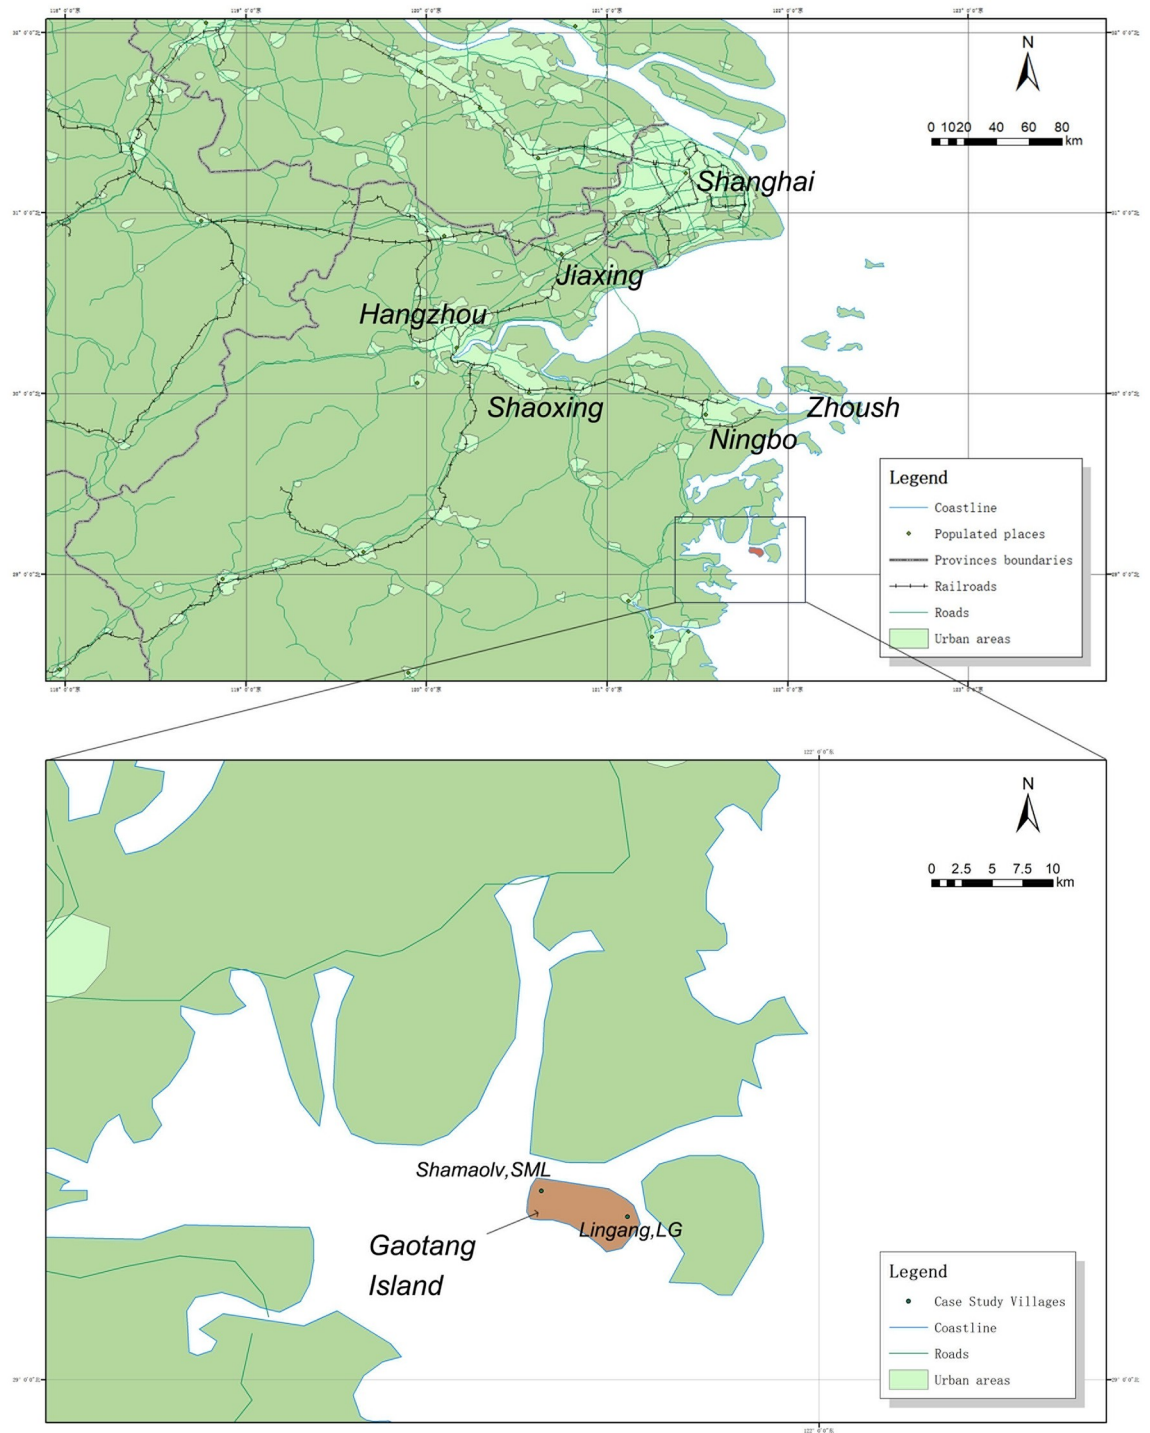 N
0 1020 40 60 80 km
Shanghai
Jiaxing
Hangzhou
Shaoxing
Zhoush
Ningbo
Legend
Coastline
Populated places
Provinces boundaries
Railroads
Roads
Urban areas
N
0 2.5 5 7.5 10 km
Shamaolv,SML
Lingang,LG
Gaotang
Island
Legend
Case Study Villages
Coastline
Roads
Urban areas